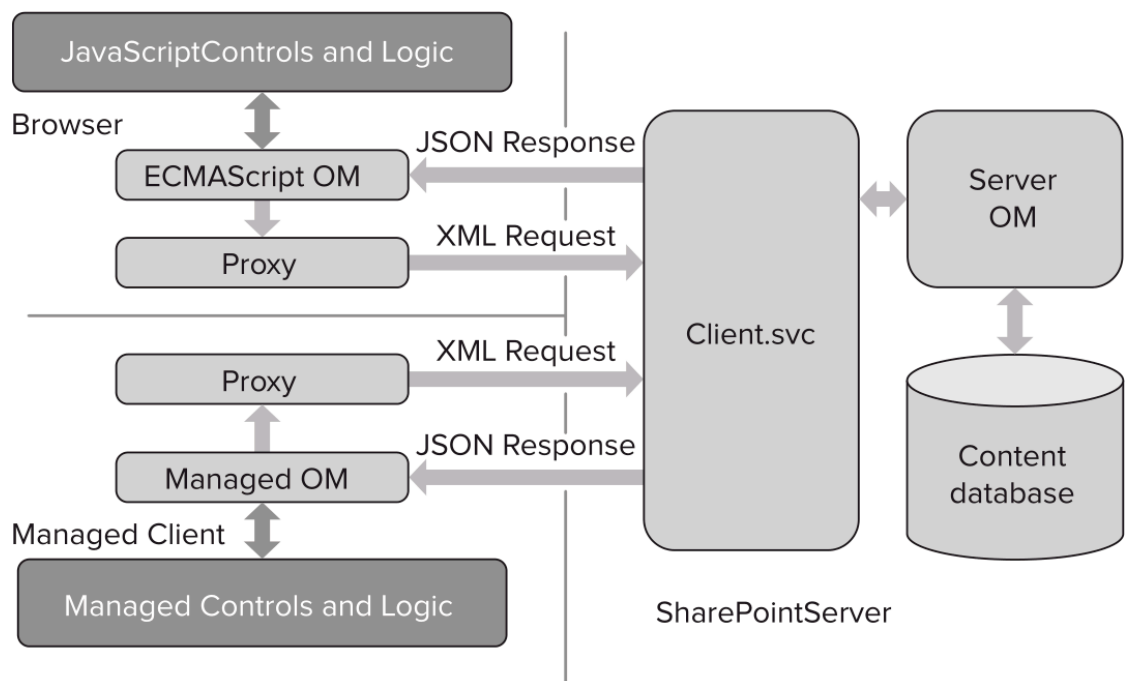 JavaScriptControls and Logic
Browser
ECMAScript OM
Proxy
JSON Response
XML Request
XML Request
JSON Response
Proxy
Managed OM
Managed Client
Managed Controls and Logic
Client.svc
Server
OM
Content
database
SharePointServer